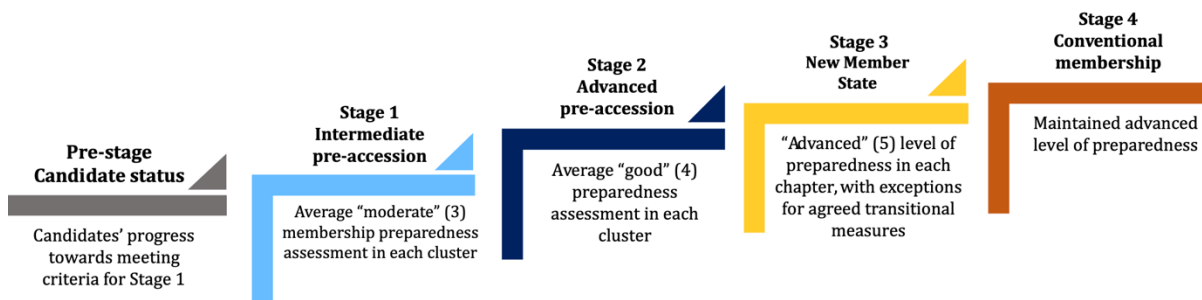 Pre-stage
Candidate status
Candidates' progress
towards meeting
criteria for Stage 1
Stage 1
Intermediate
pre-accession
Average “moderate” (3)
membership preparedness
assessment in each cluster
Stage 2
Advanced
pre-accession
Average “good” (4)
preparedness
assessment in each
cluster
Stage 3
New Member
State
“Advanced” (5) level of
preparedness in each
chapter, with exceptions
for agreed transitional
measures
Stage 4
Conventional
membership
Maintained advanced
level of preparedness